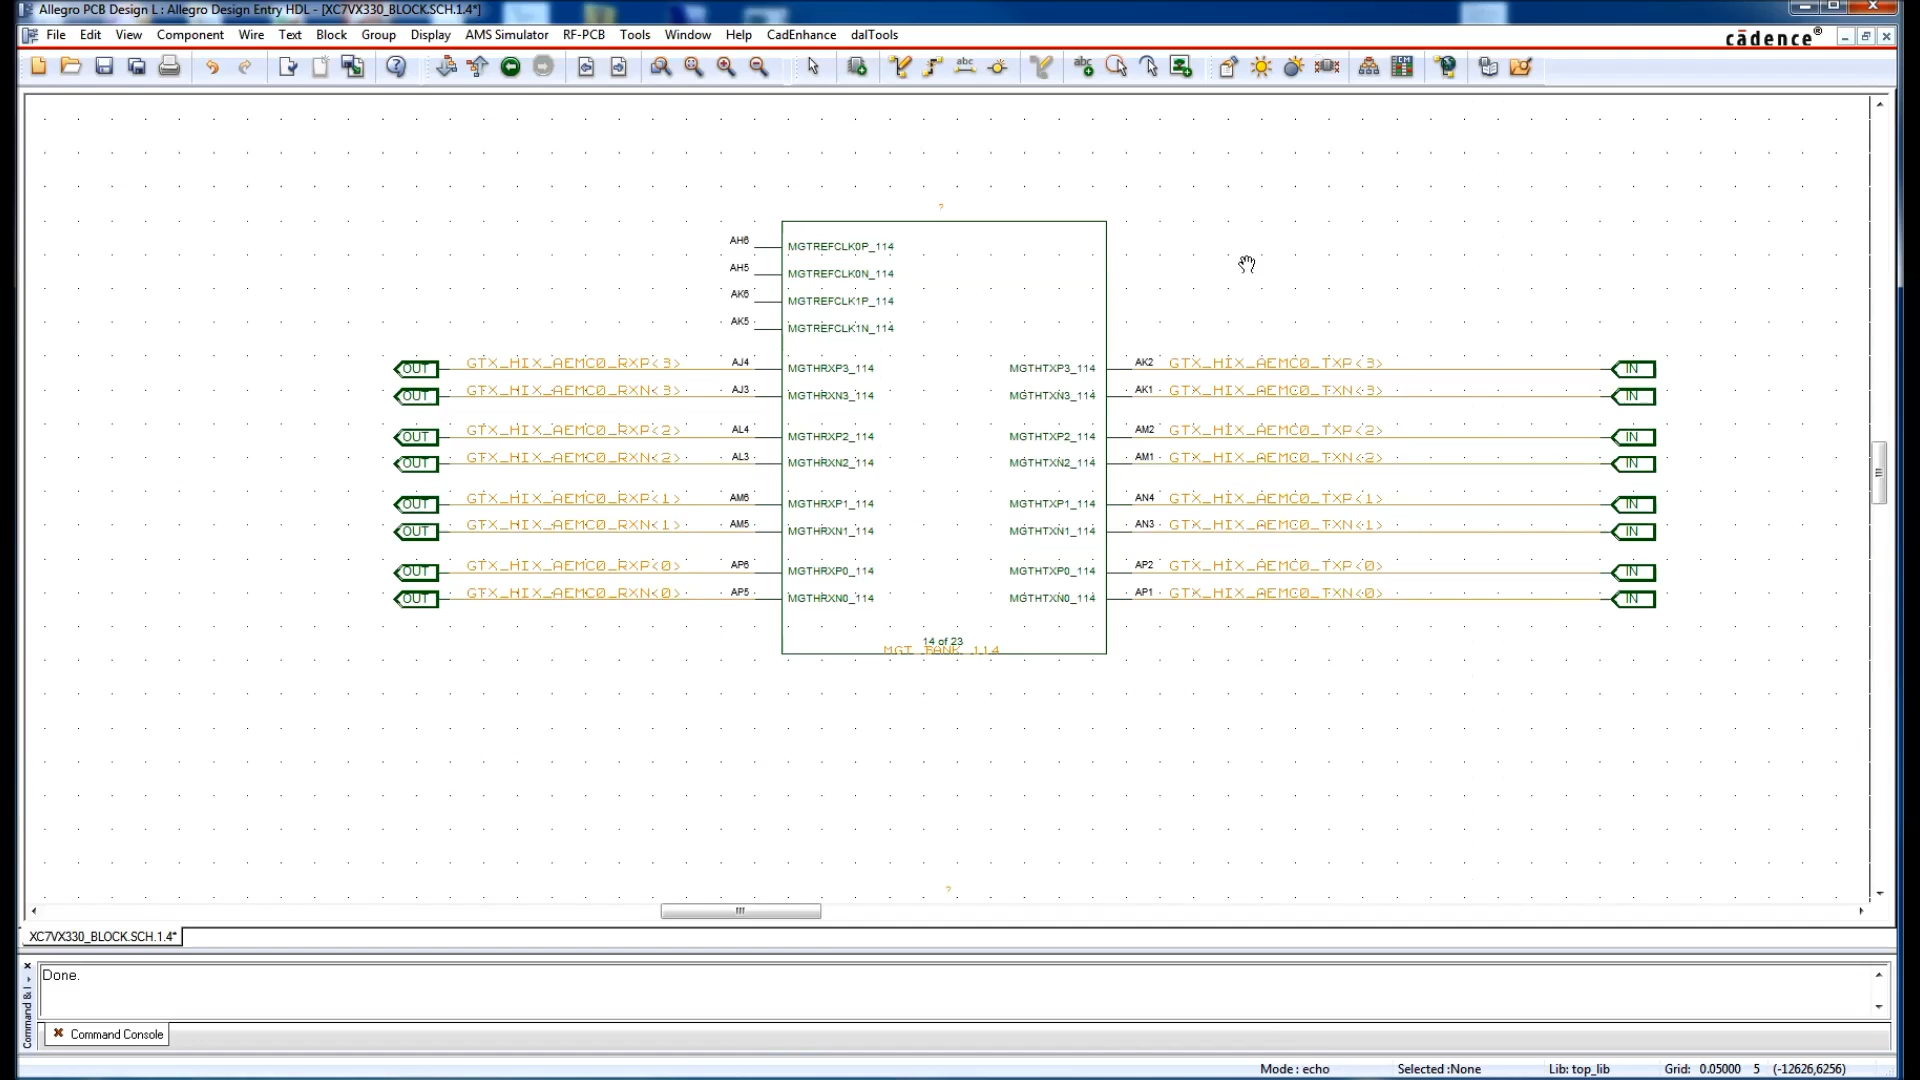 Allegro PCB Design L : Allegro Design Entry HDL - [XC7VX330_BLOCK.SCH.1.4*]
File Edit View Component Wire Text Block Group Display AMS Simulator RF-PCB Tools Window Help CadEnhance dalTools
cādence®
?
AH6 MGTREFCLK0P_114
AH5 MGTREFCLK0N_114
AK6 MGTREFCLK1P_114
AK5 MGTREFCLK1N_114
OUT GTX_HIX_AEMC0_RXP<3> AJ4 MGTHRXP3_114 MGTHTXP3_114 AK2 GTX_HIX_AEMC0_TXP<3> IN
OUT GTX_HIX_AEMC0_RXN<3> AJ3 MGTHRXN3_114 MGTHTXN3_114 AK1 GTX_HIX_AEMC0_TXN<3> IN
OUT GTX_HIX_AEMC0_RXP<2> AL4 MGTHRXP2_114 MGTHTXP2_114 AM2 GTX_HIX_AEMC0_TXP<2> IN
OUT GTX_HIX_AEMC0_RXN<2> AL3 MGTHRXN2_114 MGTHTXN2_114 AM1 GTX_HIX_AEMC0_TXN<2> IN
OUT GTX_HIX_AEMC0_RXP<1> AM6 MGTHRXP1_114 MGTHTXP1_114 AN4 GTX_HIX_AEMC0_TXP<1> IN
OUT GTX_HIX_AEMC0_RXN<1> AM5 MGTHRXN1_114 MGTHTXN1_114 AN3 GTX_HIX_AEMC0_TXN<1> IN
OUT GTX_HIX_AEMC0_RXP<0> AP6 MGTHRXP0_114 MGTHTXP0_114 AP2 GTX_HIX_AEMC0_TXP<0> IN
OUT GTX_HIX_AEMC0_RXN<0> AP5 MGTHRXN0_114 MGTHTXN0_114 AP1 GTX_HIX_AEMC0_TXN<0> IN
14 of 23
MGT_BANK_114
?
XC7VX330_BLOCK.SCH.1.4*
Done.
Command & I
Command Console
Mode : echo Selected :None Lib: top_lib Grid: 0.05000 5 (-12626,6256)